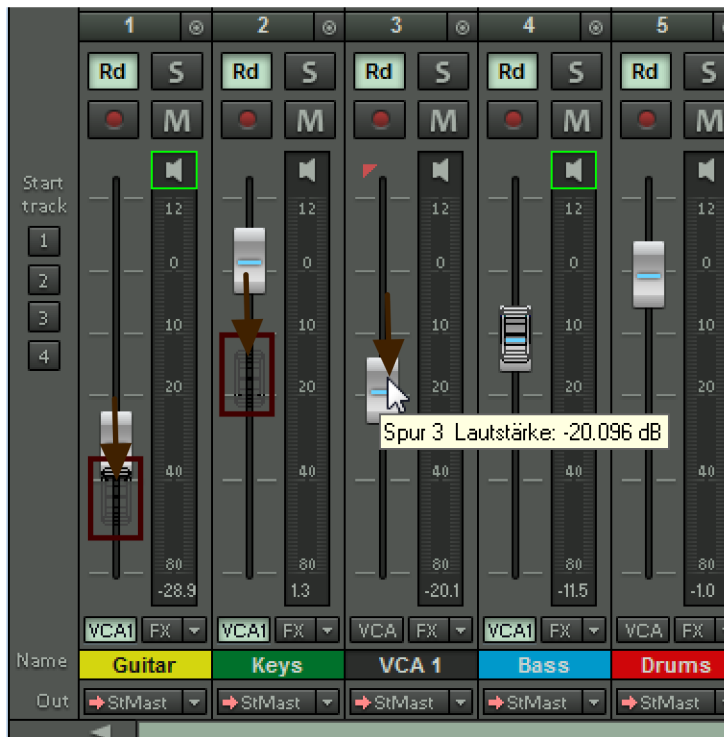 1 2 3 4 5
Rd S Rd S Rd S Rd S Rd S
M M M M M
Start
track
12 12 12 12 12
1
0 0 0 0 0
2
3
10 10 10 10 10
4
20 20 20 20 20
Spur 3 Lautstärke: -20.096 dB
40 40 40 40 40
80 80 80 80 80
-28.9 1.3 -20.1 -11.5 -1.0
VCA1 FX VCA1 FX VCA FX VCA1 FX VCA FX
Name Guitar Keys VCA 1 Bass Drums
Out StMast StMast StMast StMast StMast